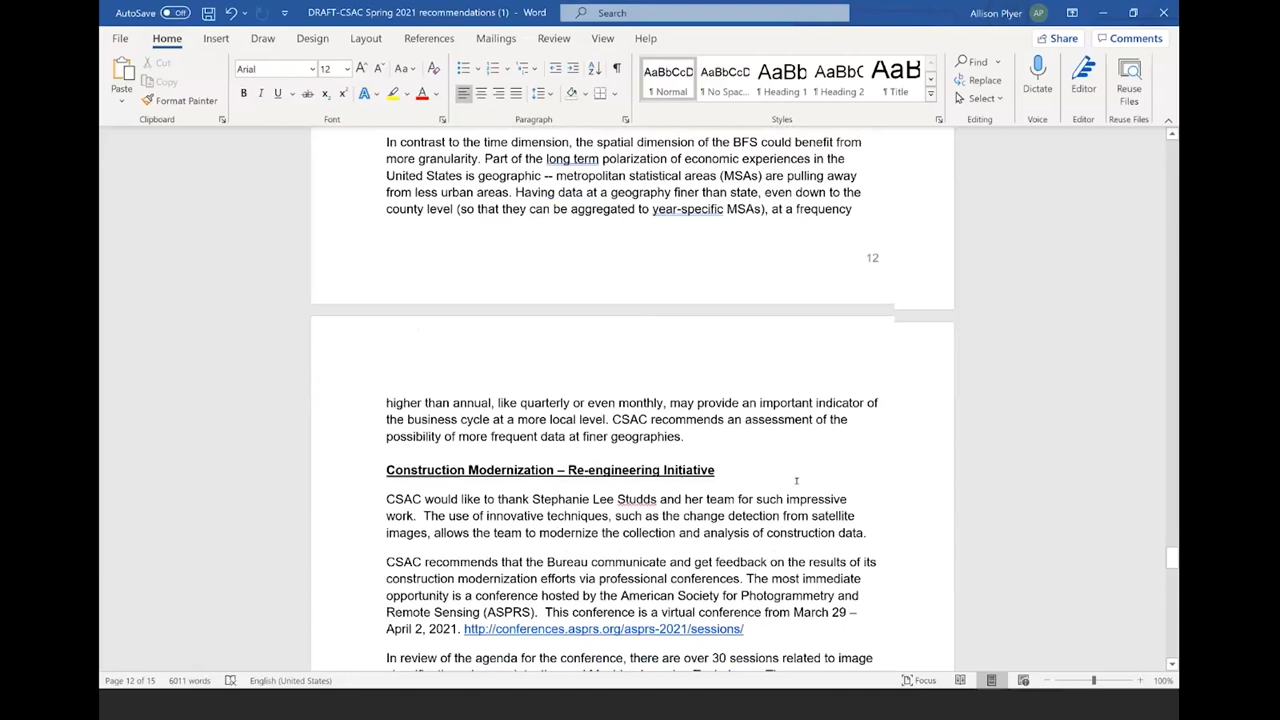 AutoSave Off DRAFT-CSAC Spring 2021 recommendations (1) - Word Search Allison Plyer AP
File Home Insert Draw Design Layout References Mailings Review View Help Share Comments
Paste Cut Copy Format Painter
Arial 12
AaBbCcD AaBbCcD AaBb AaBbC AaB
¶ Normal ¶ No Spac... ¶ Heading 1 ¶ Heading 2 ¶ Title
Find Replace Select Dictate Editor Reuse Files
Clipboard Font Paragraph Styles Editing Voice Editor Reuse Files
In contrast to the time dimension, the spatial dimension of the BFS could benefit from
more granularity. Part of the long term polarization of economic experiences in the
United States is geographic -- metropolitan statistical areas (MSAs) are pulling away
from less urban areas. Having data at a geography finer than state, even down to the
county level (so that they can be aggregated to year-specific MSAs), at a frequency
12
higher than annual, like quarterly or even monthly, may provide an important indicator of
the business cycle at a more local level. CSAC recommends an assessment of the
possibility of more frequent data at finer geographies.
Construction Modernization – Re-engineering Initiative
CSAC would like to thank Stephanie Lee Studds and her team for such impressive
work. The use of innovative techniques, such as the change detection from satellite
images, allows the team to modernize the collection and analysis of construction data.
CSAC recommends that the Bureau communicate and get feedback on the results of its
construction modernization efforts via professional conferences. The most immediate
opportunity is a conference hosted by the American Society for Photogrammetry and
Remote Sensing (ASPRS). This conference is a virtual conference from March 29 –
April 2, 2021. http://conferences.asprs.org/asprs-2021/sessions/
In review of the agenda for the conference, there are over 30 sessions related to image
Page 12 of 15 6011 words English (United States) Focus 100%